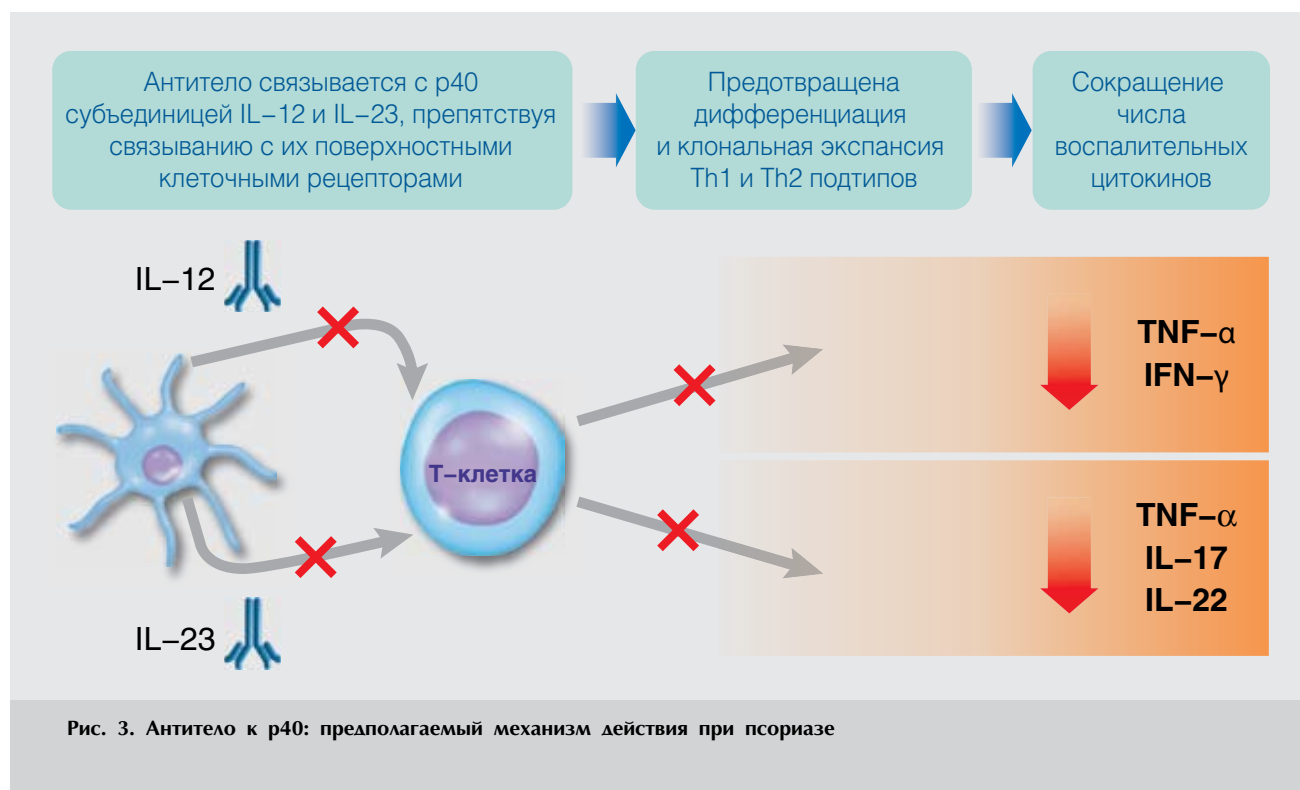 Антитело связывается с p40
субъединицей IL–12 и IL–23, препятствуя
связыванию с их поверхностными
клеточными рецепторами
Предотвращена
дифференциация
и клональная экспансия
Th1 и Th2 подтипов
Сокращение
числа
воспалительных
цитокинов
IL–12
TNF–α
IFN–γ
Т–клетка
TNF–α
IL–17
IL–22
IL–23
Рис. 3. Антитело к p40: предполагаемый механизм действия при псориазе